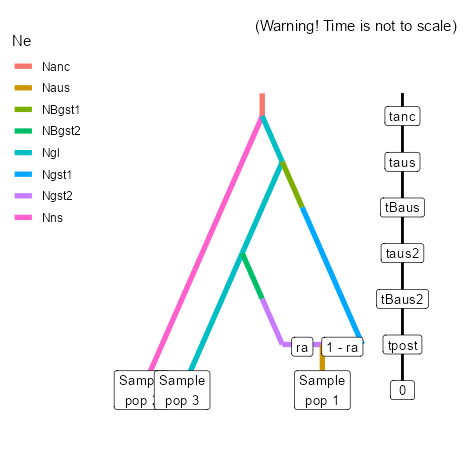 (Warning! Time is not to scale)
Ne
Nanc
Naus
NBgst1
NBgst2
Ngl
Ngst1
Ngst2
Nns
tanc
taus
tBaus
taus2
tBaus2
tpost
0
ra
1 - ra
pop
Sample
pop 3
Sample
pop 1